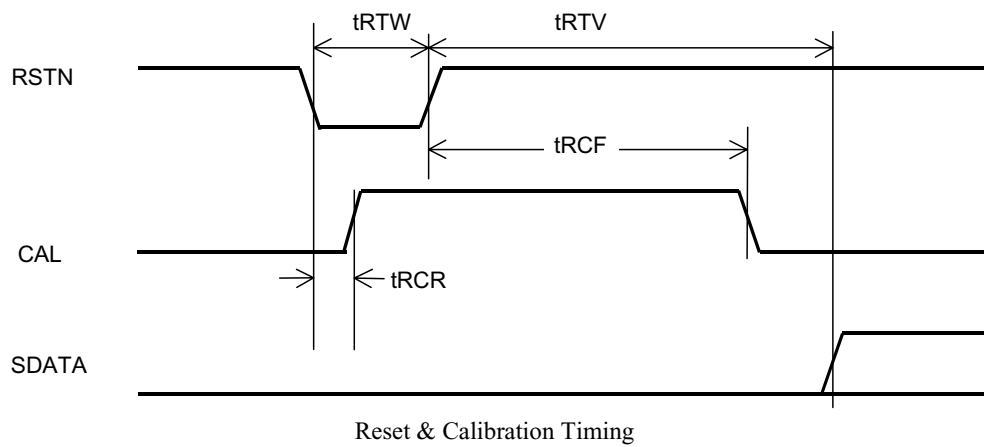 tRTW
tRTV
RSTN
tRCF
CAL
tRCR
SDATA
Reset & Calibration Timing